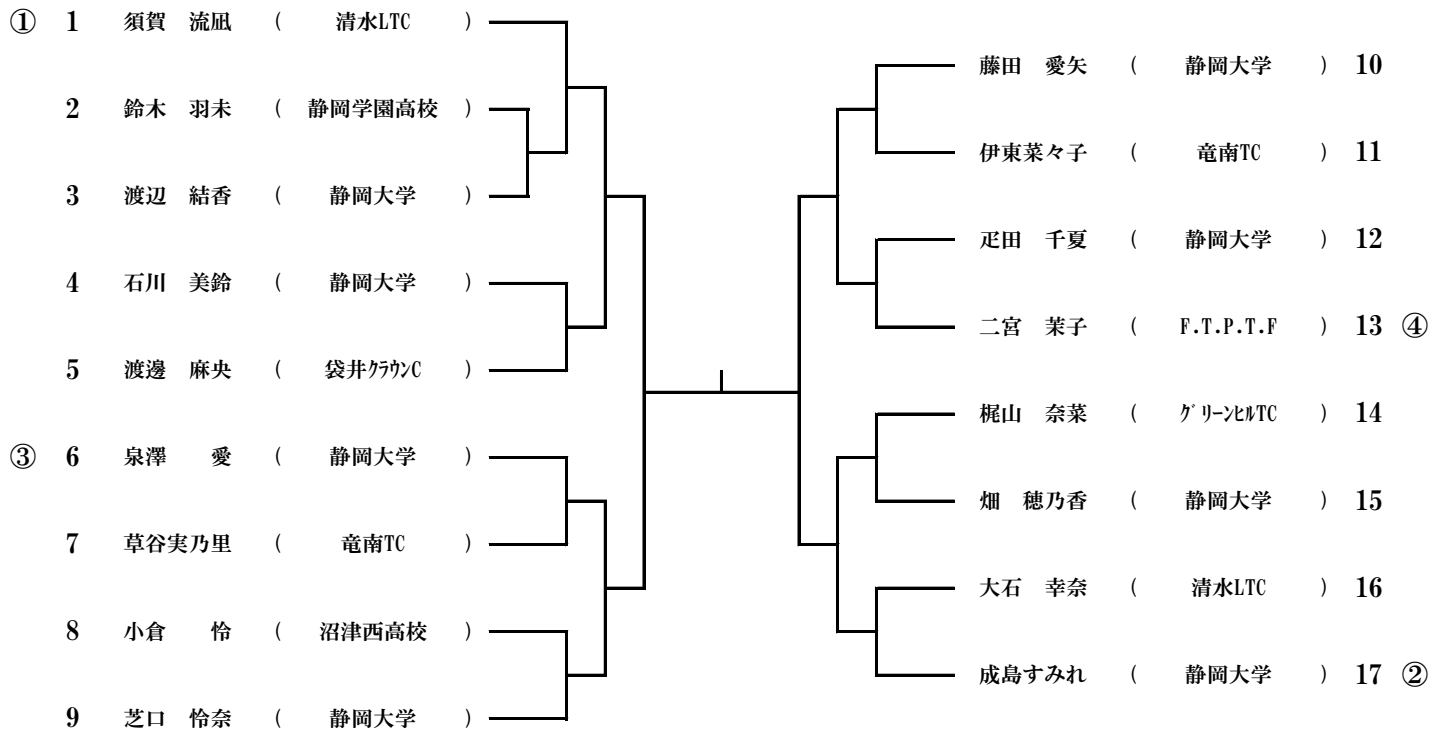 ① 1 須賀 流凪 ( 清水LTC )
2 鈴木 羽未 ( 静岡学園高校 )
3 渡辺 結香 ( 静岡大学 )
4 石川 美鈴 ( 静岡大学 )
5 渡邊 麻央 ( 袋井ｸﾗｳﾝC )
③ 6 泉澤 愛 ( 静岡大学 )
7 草谷実乃里 ( 竜南TC )
8 小倉 怜 ( 沼津西高校 )
9 芝口 怜奈 ( 静岡大学 )
藤田 愛矢 ( 静岡大学 ) 10
伊東菜々子 ( 竜南TC ) 11
疋田 千夏 ( 静岡大学 ) 12
二宮 茉子 ( F.T.P.T.F ) 13 ④
梶山 奈菜 ( ｸﾞﾘｰﾝﾋﾙTC ) 14
畑 穂乃香 ( 静岡大学 ) 15
大石 幸奈 ( 清水LTC ) 16
成島すみれ ( 静岡大学 ) 17 ②